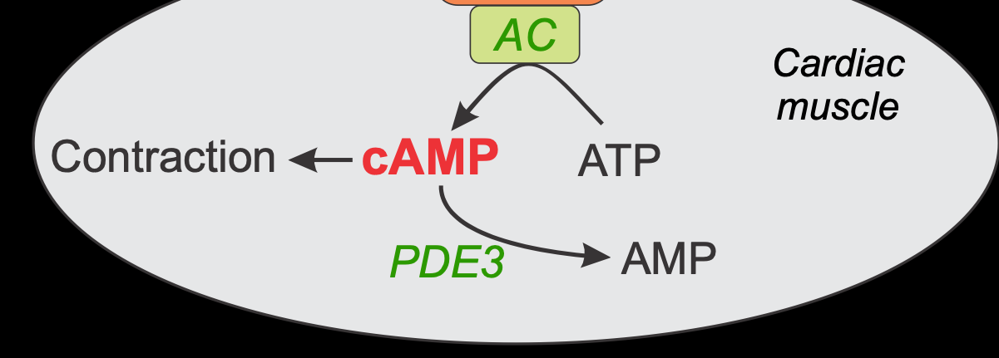 AC
Cardiac
muscle
Contraction
cAMP
ATP
PDE3
AMP